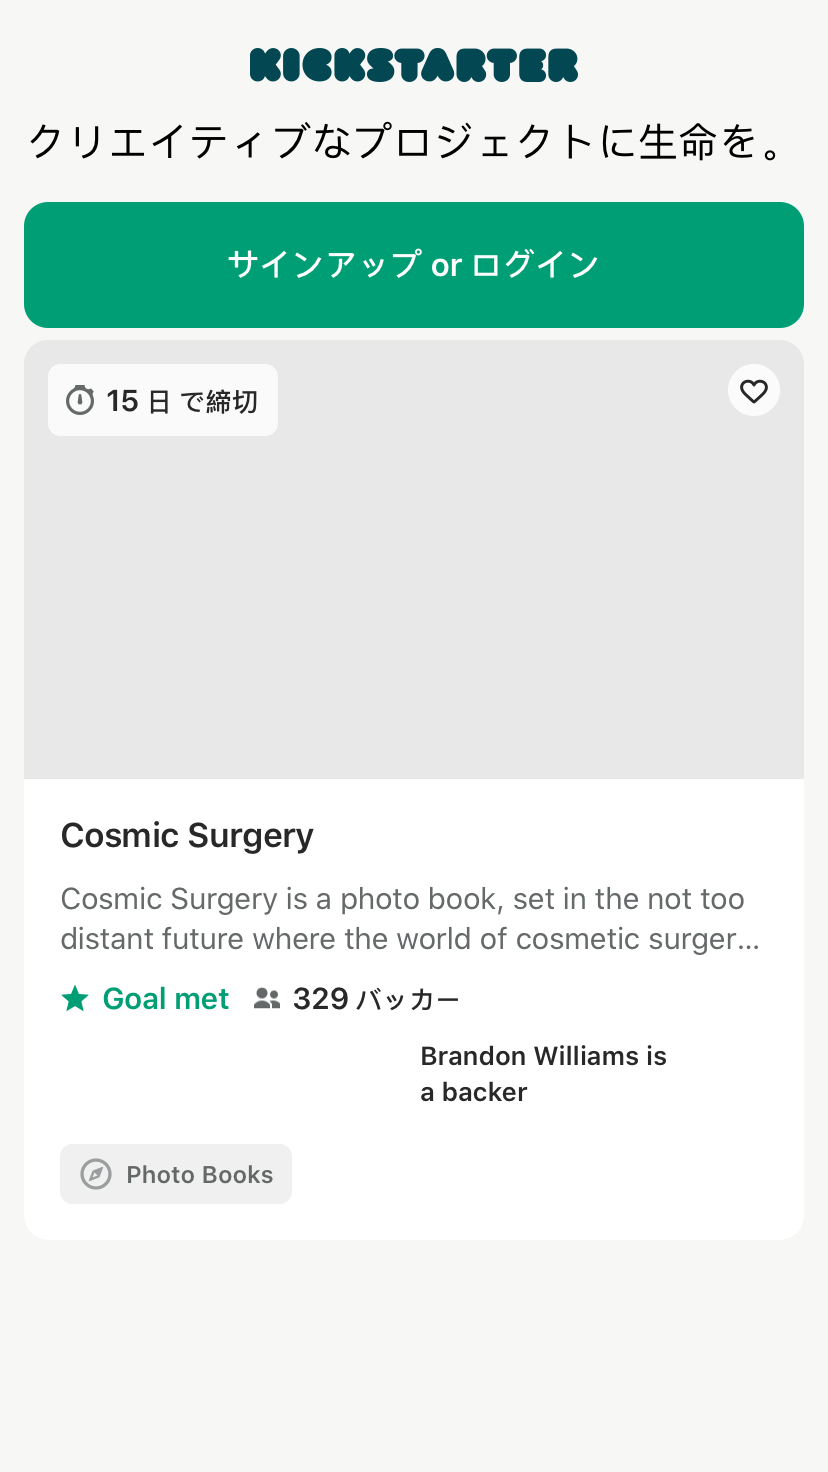 KICKSTARTER
クリエイティブなプロジェクトに生命を。
サインアップ or ログイン
15 日 で締切
Cosmic Surgery
Cosmic Surgery is a photo book, set in the not too
distant future where the world of cosmetic surger...
Goal met 329 バッカー
Brandon Williams is
a backer
Photo Books